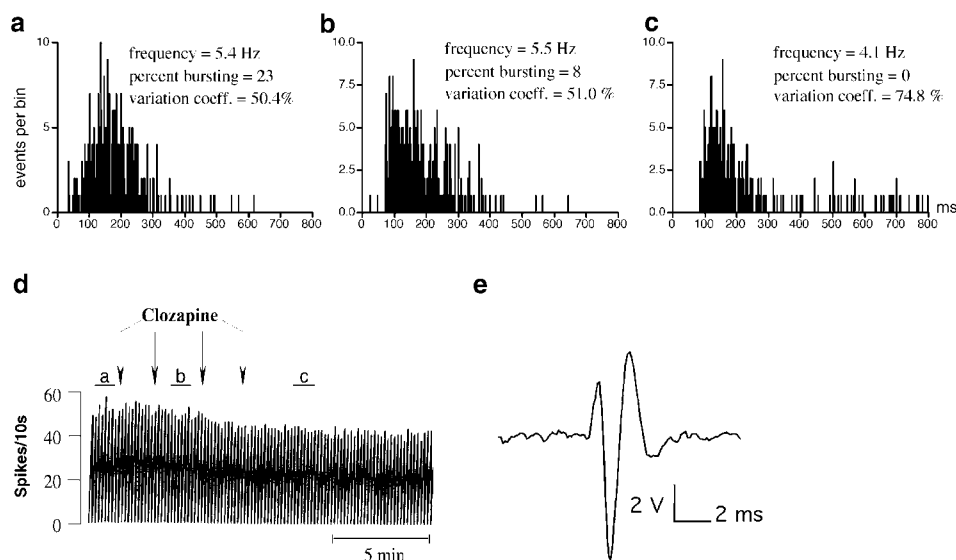 a
b
c
frequency = 5.4 Hz
percent bursting = 23
variation coeff. = 50.4%
frequency = 5.5 Hz
percent bursting = 8
variation coeff. = 51.0 %
frequency = 4.1 Hz
percent bursting = 0
variation coeff. = 74.8 %
events per bin
10
5
0
0 100 200 300 400 500 600 700 800
10.0
7.5
5.0
2.5
0.0
0 100 200 300 400 500 600 700 800
10.0
7.5
5.0
2.5
0.0
0 100 200 300 400 500 600 700 800 ms
d
Clozapine
a b c
Spikes/10s
60
40
20
0
5 min
e
2 V
2 ms